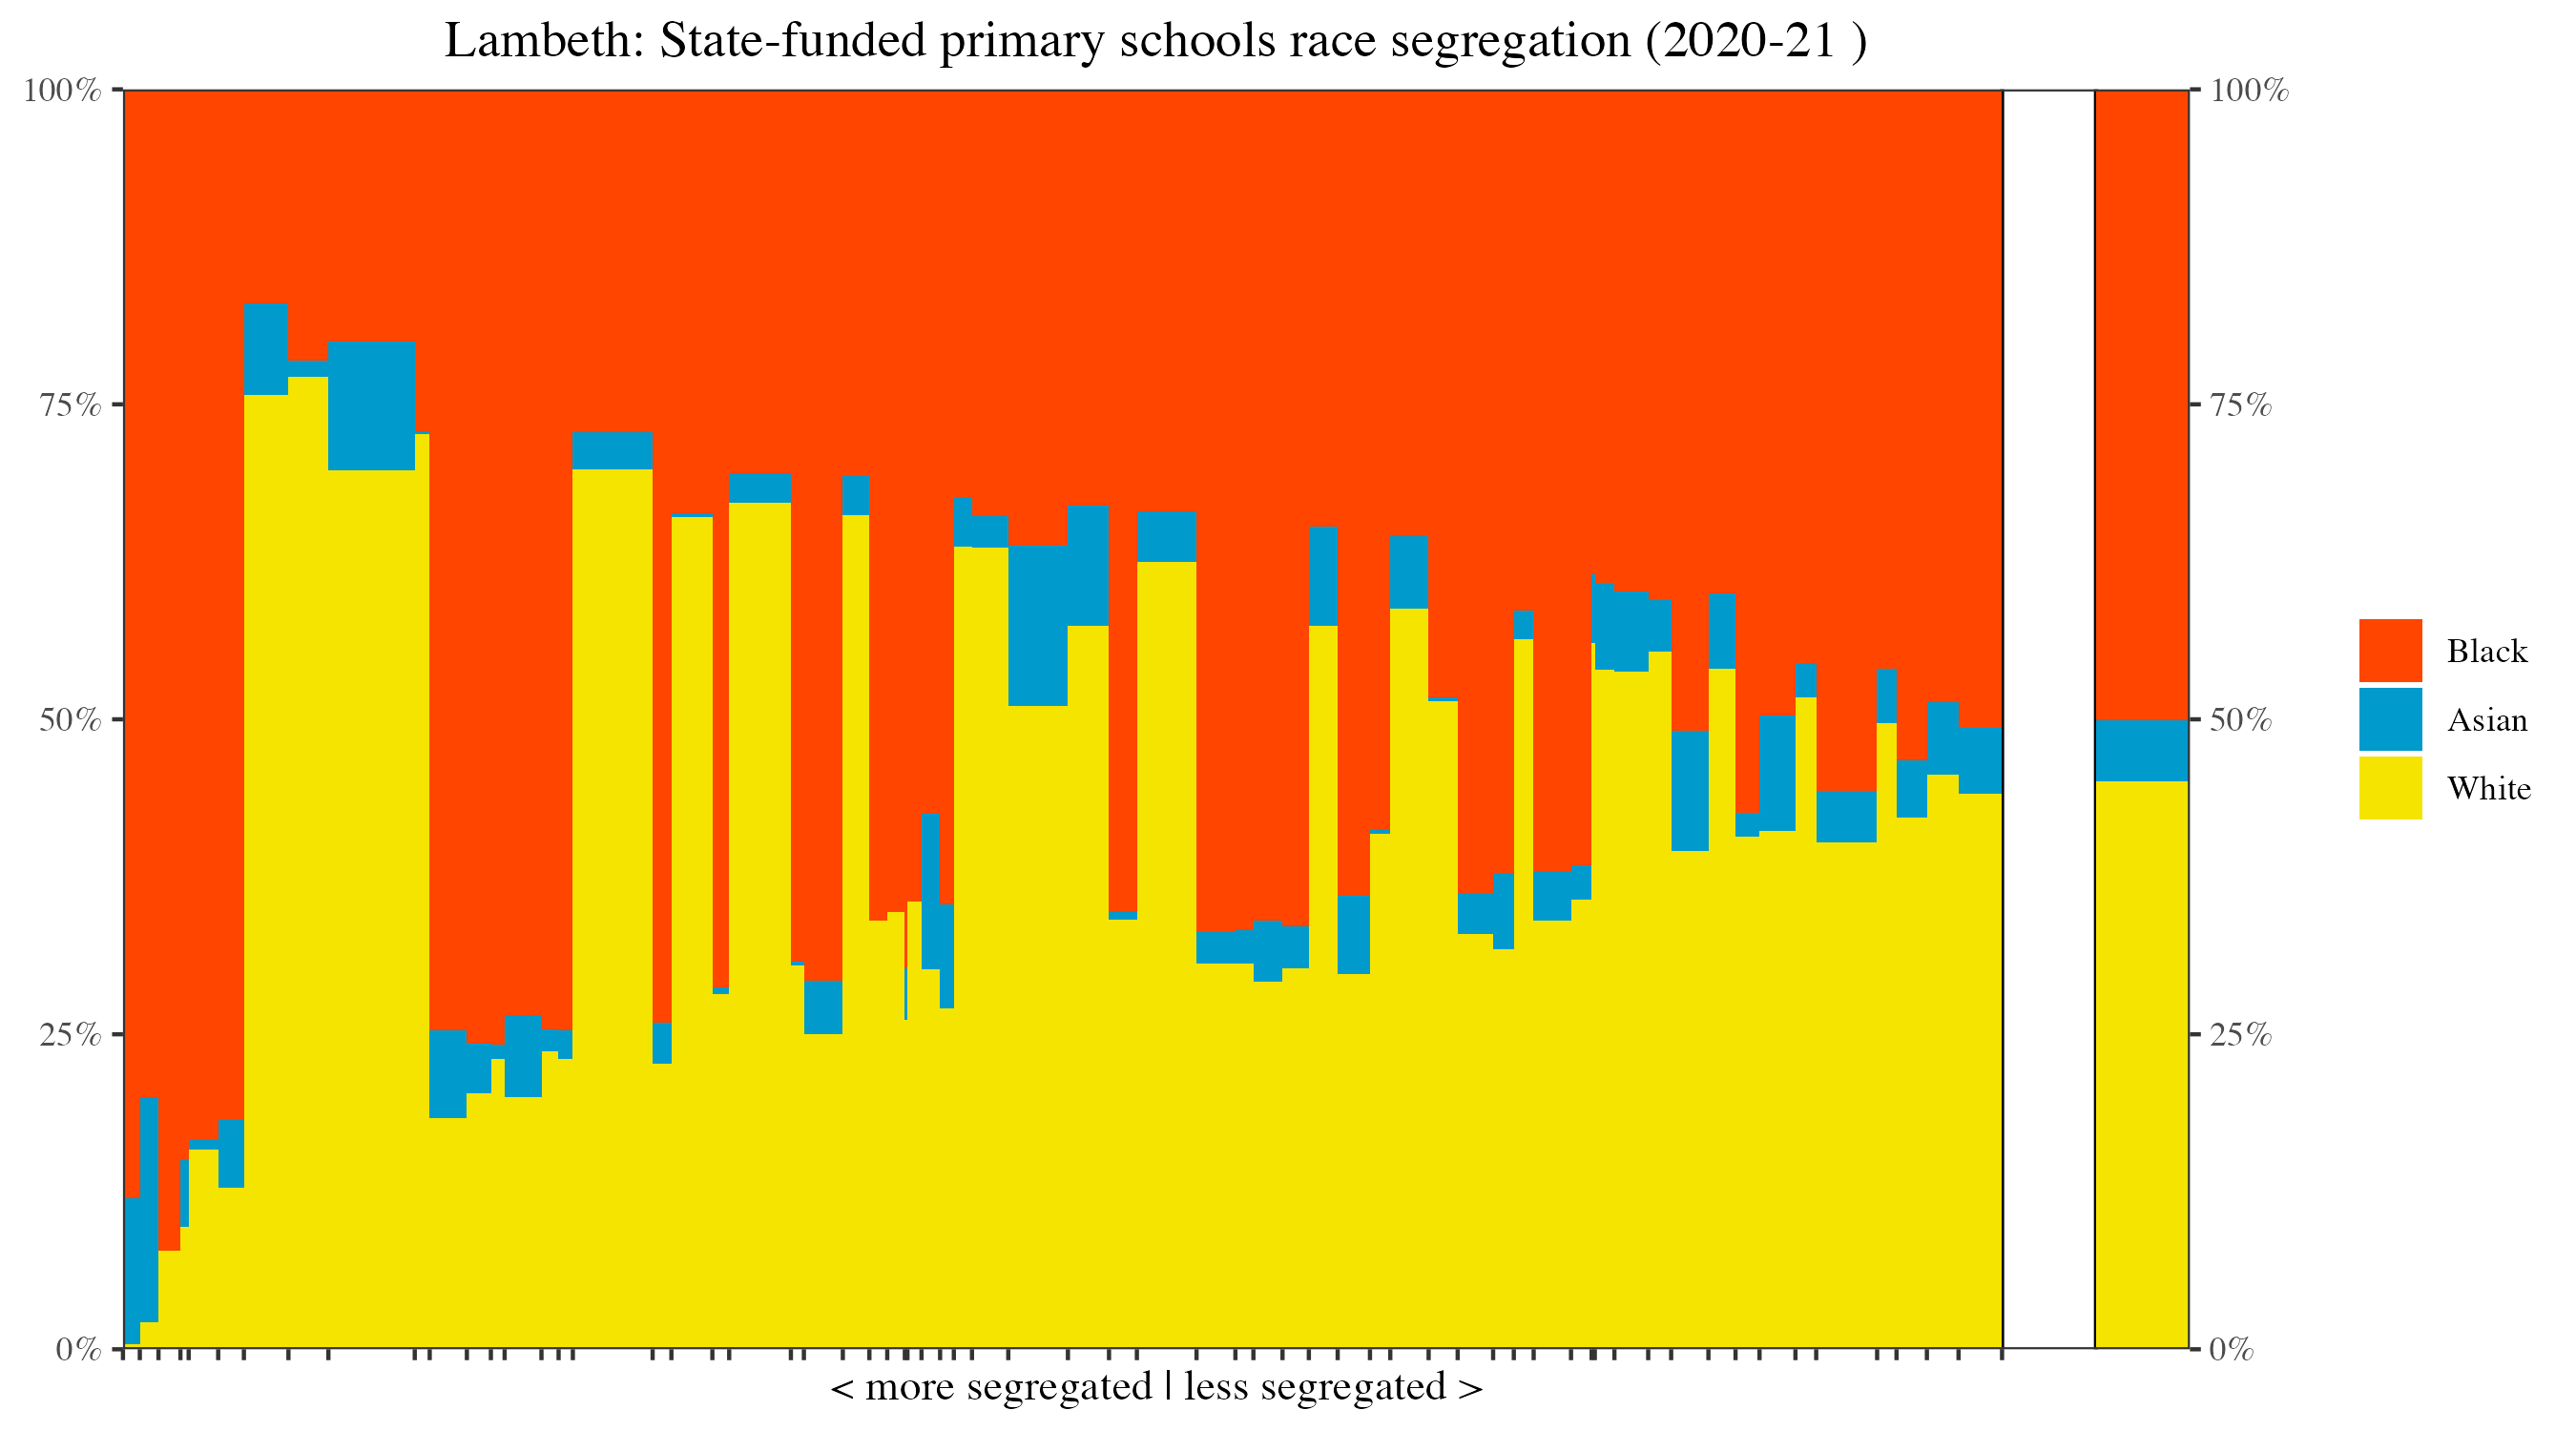 Lambeth: State-funded primary schools race segregation (2020-21 )
100%
75%
50%
25%
0%
100%
75%
50%
25%
0%
Black
Asian
White
< more segregated | less segregated >